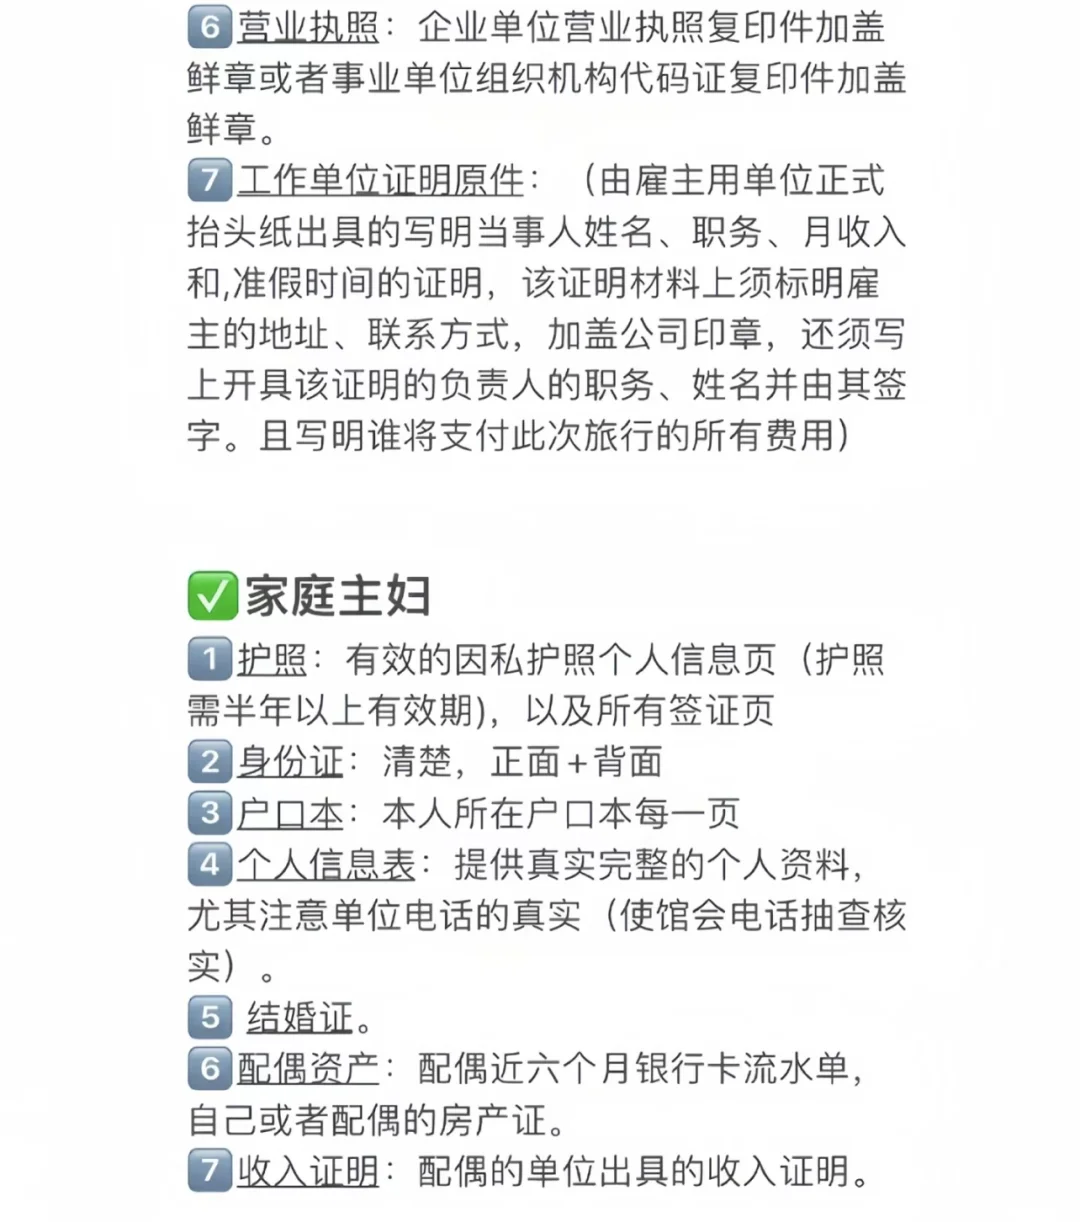 6营业执照：企业单位营业执照复印件加盖
鲜章或者事业单位组织机构代码证复印件加盖
鲜章。
7工作单位证明原件：（由雇主用单位正式
抬头纸出具的写明当事人姓名、职务、月收入
和,准假时间的证明，该证明材料上须标明雇
主的地址、联系方式，加盖公司印章，还须写
上开具该证明的负责人的职务、姓名并由其签
字。且写明谁将支付此次旅行的所有费用）
✅家庭主妇
1护照：有效的因私护照个人信息页（护照
需半年以上有效期)，以及所有签证页
2身份证：清楚，正面+背面
3户口本：本人所在户口本每一页
4个人信息表：提供真实完整的个人资料，
尤其注意单位电话的真实（使馆会电话抽查核
实）。
5 结婚证。
6配偶资产：配偶近六个月银行卡流水单，
自己或者配偶的房产证。
7收入证明：配偶的单位出具的收入证明。